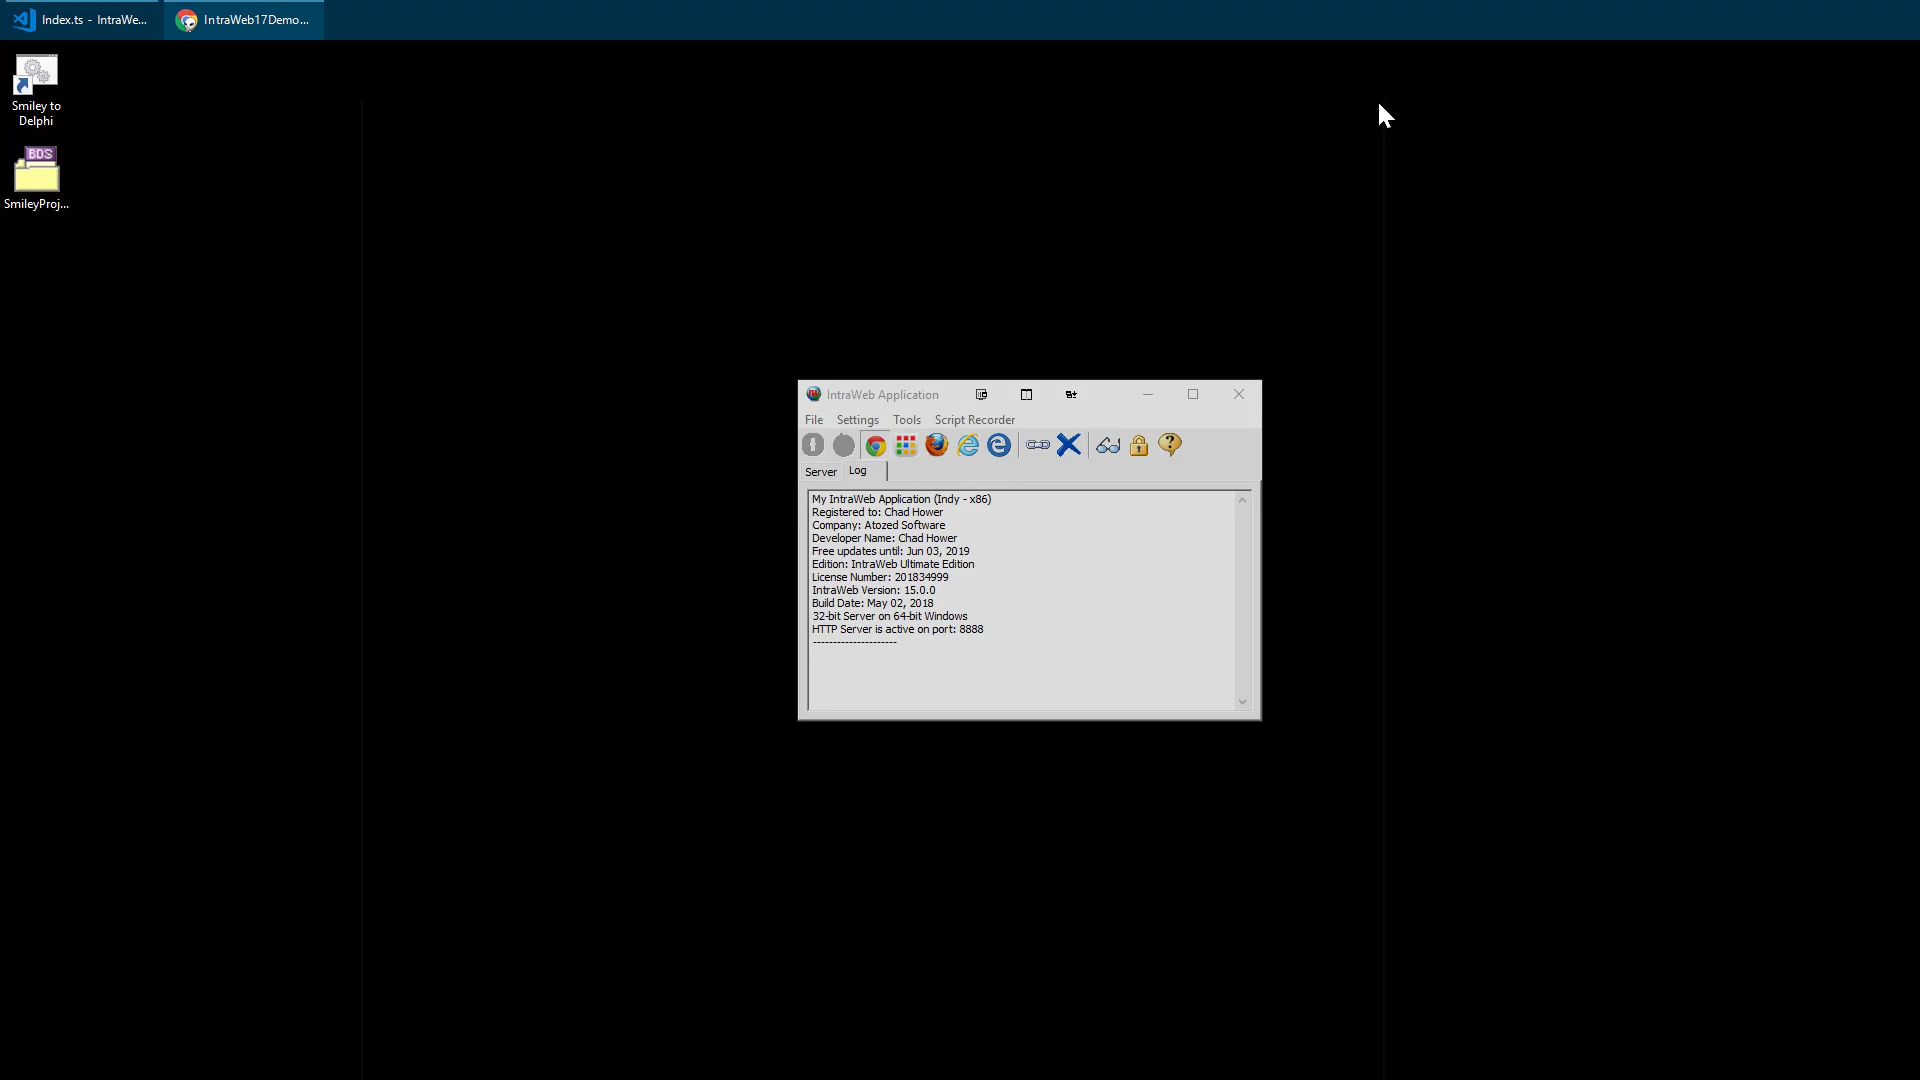 Index.ts - IntraWe...
IntraWeb17Demo...
Smiley to
Delphi
BDS
SmileyProj...
IntraWeb Application
File Settings Tools Script Recorder
Server Log
My IntraWeb Application (Indy - x86)
Registered to: Chad Hower
Company: Atozed Software
Developer Name: Chad Hower
Free updates until: Jun 03, 2019
Edition: IntraWeb Ultimate Edition
License Number: 201834999
IntraWeb Version: 15.0.0
Build Date: May 02, 2018
32-bit Server on 64-bit Windows
HTTP Server is active on port: 8888
---------------------